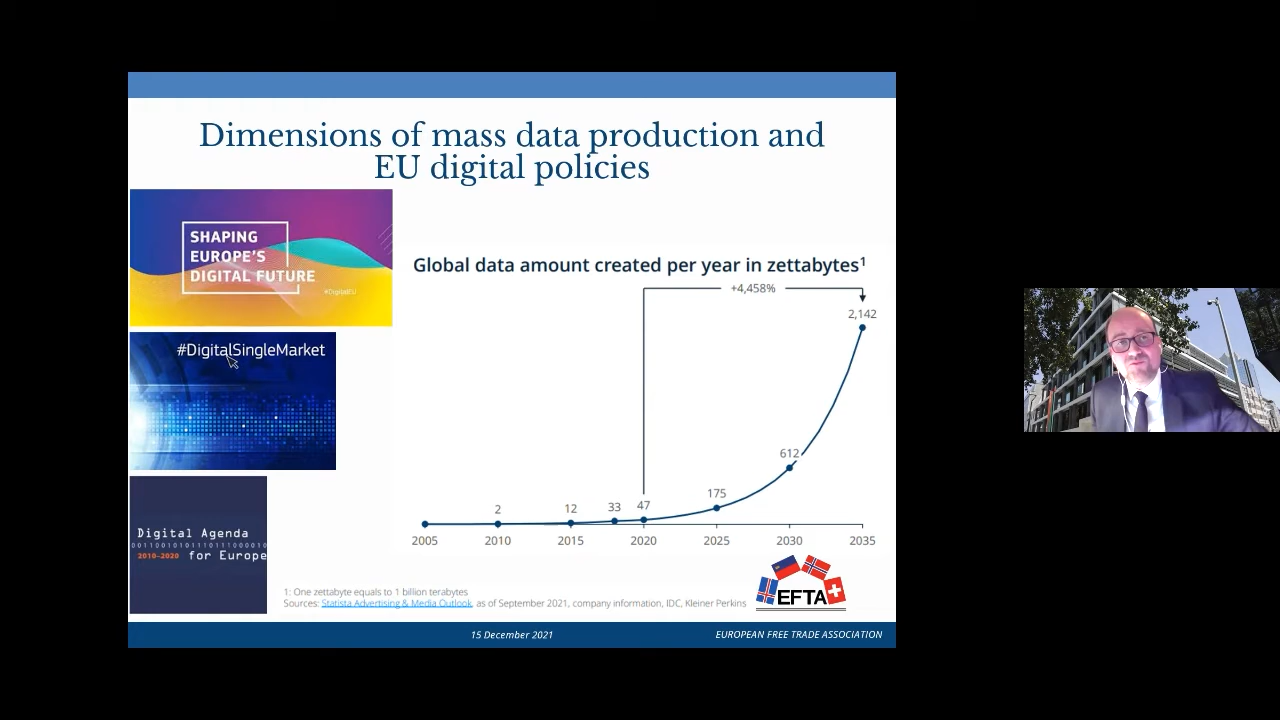 Dimensions of mass data production and
EU digital policies
SHAPING
EUROPE'S
DIGITAL FUTURE
#DigitalEU
#DigitalSingleMarket
Digital Agenda
001100101011101110000010
2010-2020 for Europe
Global data amount created per year in zettabytes¹
+4,458%
2,142
612
175
47
33
12
2
2005 2010 2015 2020 2025 2030 2035
1: One zettabyte equals to 1 billion terabytes
Sources: Statista Advertising & Media Outlook, as of September 2021, company information, IDC, Kleiner Perkins
EFTA
15 December 2021 EUROPEAN FREE TRADE ASSOCIATION